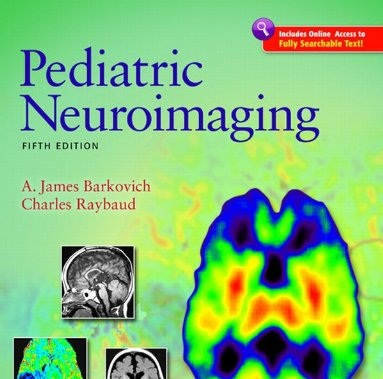 Includes Online Access to
Fully Searchable Text!
Pediatric
Neuroimaging
FIFTH EDITION
A. James Barkovich
Charles Raybaud